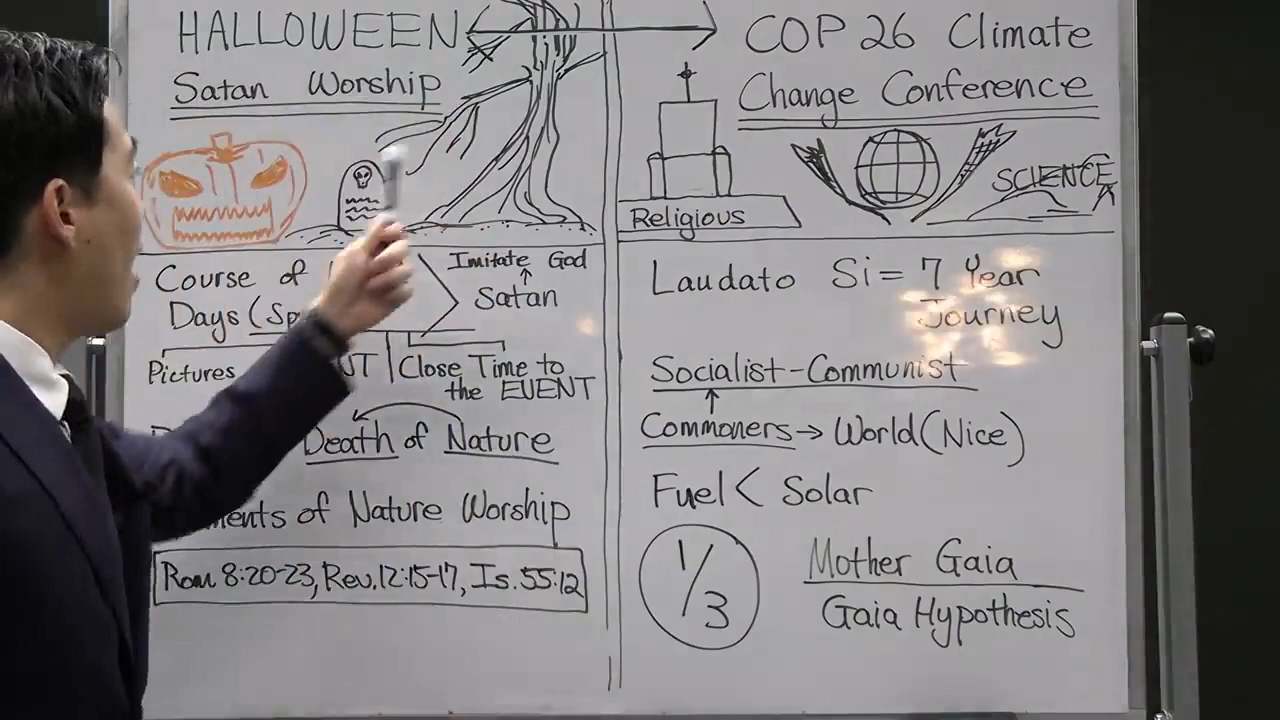 HALLOWEEN
Satan Worship
Course of
Days (Sp
Imitate God
Satan
Pictures
Close Time to
the EVENT
Death of Nature
ents of Nature Worship
Rom 8:20-23, Rev. 12:15-17, Is. 55:12
COP 26 Climate
Change Conference
SCIENCE
Religious
Laudato Si = 7 Year
Journey
Socialist-Communist
Commoners → World (Nice)
Fuel < Solar
1/3
Mother Gaia
Gaia Hypothesis